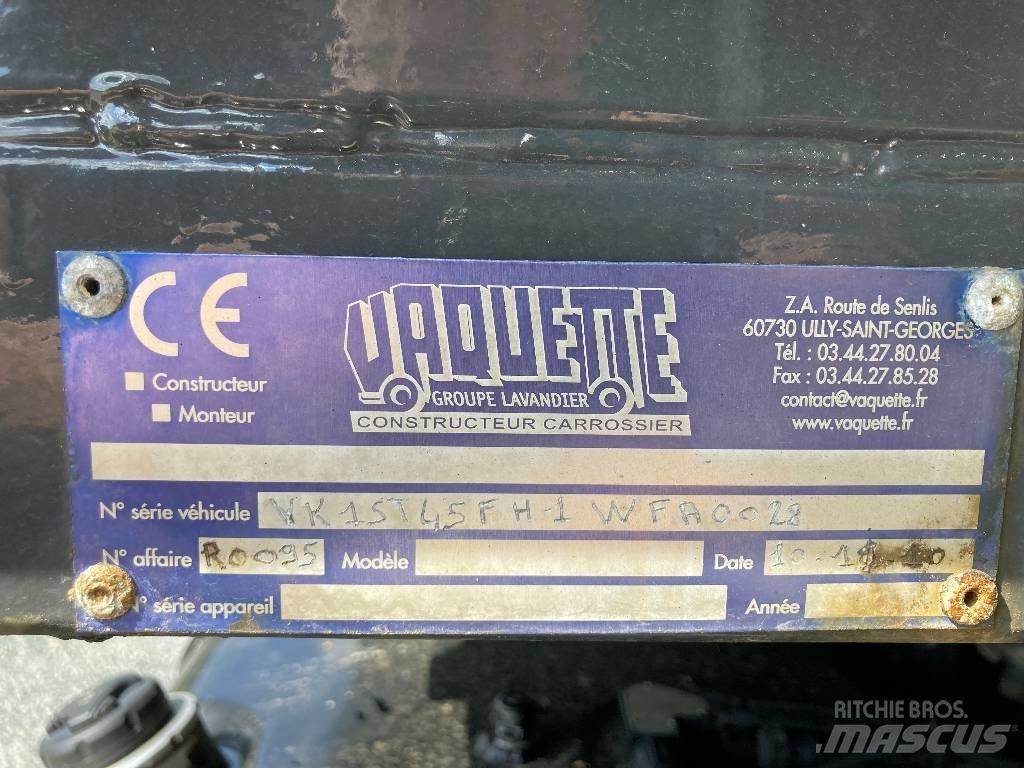 CE
Constructeur
Monteur
VAQUETTE
GROUPE LAVANDIER
CONSTRUCTEUR CARROSSIER
Z.A. Route de Senlis
60730 ULLY-SAINT-GEORGES
Tél. : 03.44.27.80.04
Fax : 03.44.27.85.28
contact@vaquette.fr
www.vaquette.fr
N° série véhicule VK15T45FH1WFA0028
N° affaire R0095 Modèle Date
N° série appareil Année
RITCHIE BROS.
MASCUS